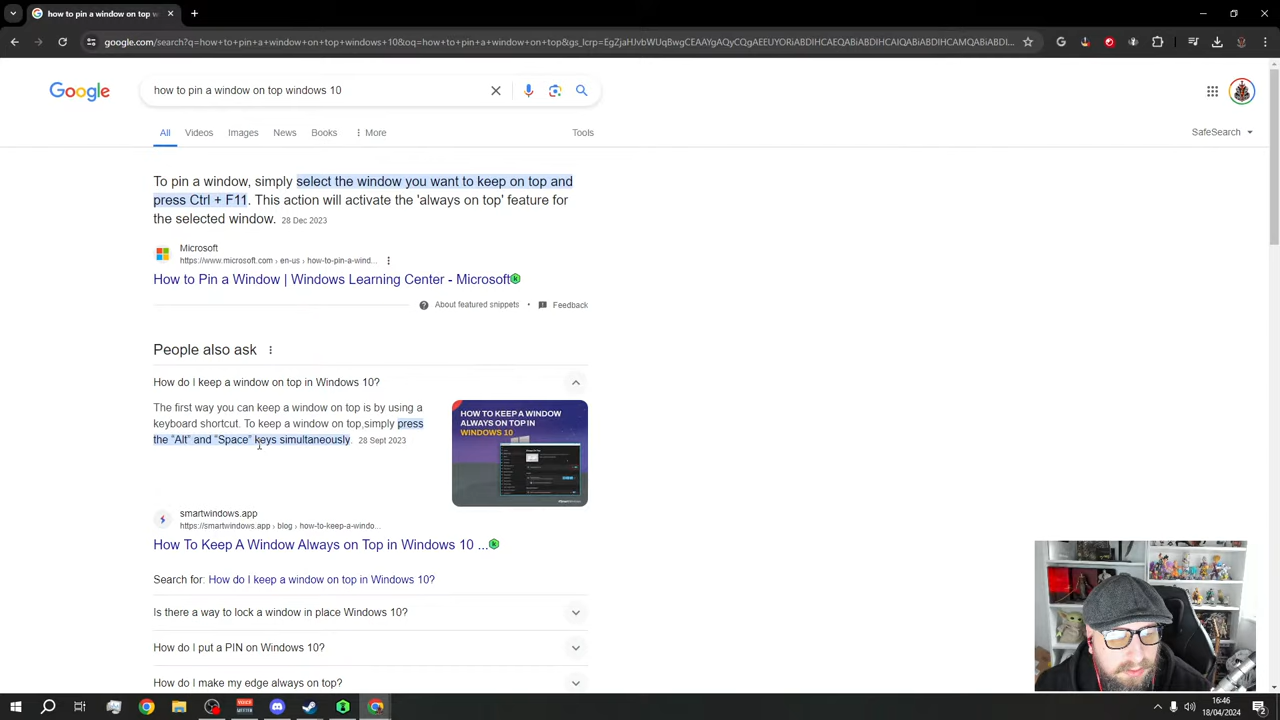 how to pin a window on top w
google.com/search?q=how+to+pin+a+window+on+top+windows+10&oq=how+to+pin+a+window+on+top&gs_lcrp=EgZjaHJvbWUqBwgCEAAYgAQyCQgAEEUYORiABDIHCAEQABiABDIHCAIQABiABDIHCAMQABiABDI...
Google
how to pin a window on top windows 10
All Videos Images News Books More Tools
SafeSearch
To pin a window, simply select the window you want to keep on top and
press Ctrl + F11. This action will activate the 'always on top' feature for
the selected window. 28 Dec 2023
Microsoft
https://www.microsoft.com › en-us › how-to-pin-a-wind...
How to Pin a Window | Windows Learning Center - Microsoft
About featured snippets • Feedback
People also ask
How do I keep a window on top in Windows 10?
The first way you can keep a window on top is by using a
keyboard shortcut. To keep a window on top,simply press
the "Alt" and "Space" keys simultaneously. 28 Sept 2023
HOW TO KEEP A WINDOW
ALWAYS ON TOP IN
WINDOWS 10
smartwindows.app
https://smartwindows.app › blog › how-to-keep-a-windo...
How To Keep A Window Always on Top in Windows 10 ...
Search for: How do I keep a window on top in Windows 10?
Is there a way to lock a window in place Windows 10?
How do I put a PIN on Windows 10?
How do I make my edge always on top?
16:46
18/04/2024